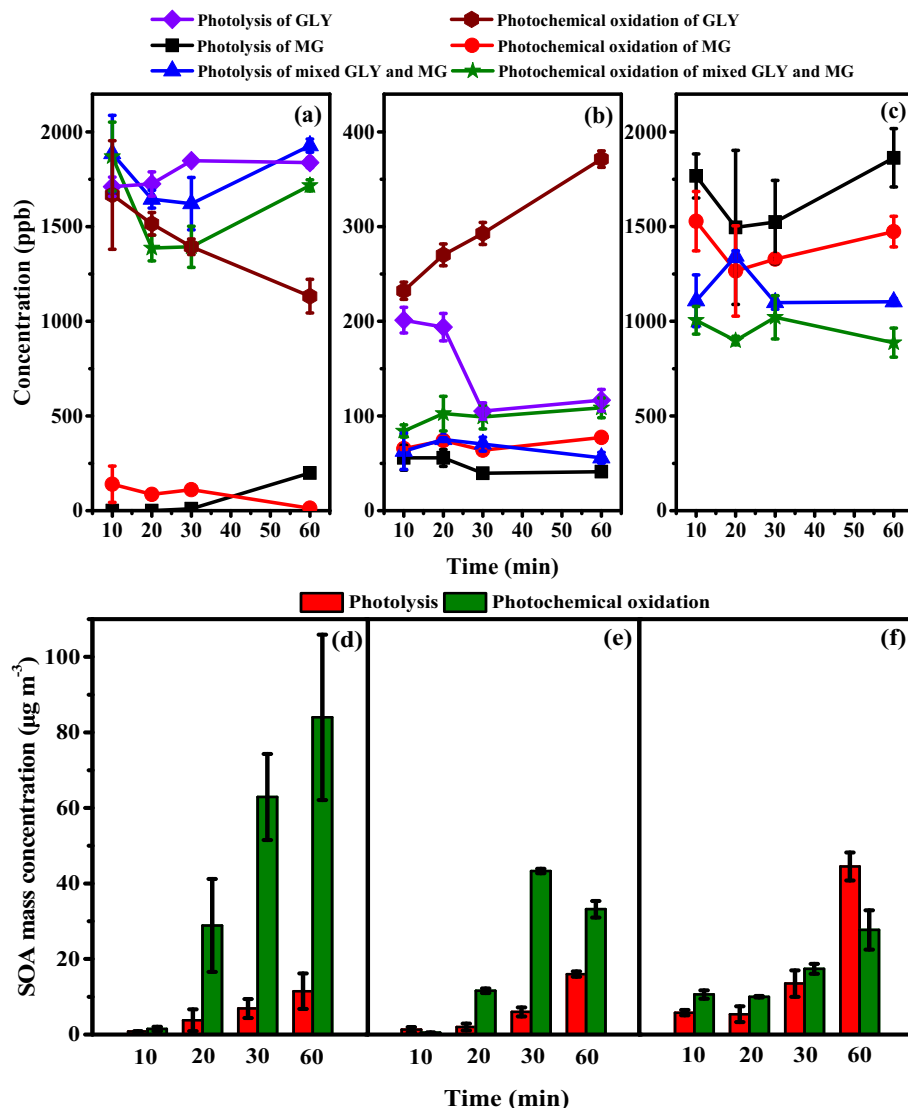 Photolysis of GLY Photochemical oxidation of GLY
Photolysis of MG Photochemical oxidation of MG
Photolysis of mixed GLY and MG Photochemical oxidation of mixed GLY and MG
(a) (b) (c)
Concentration (ppb)
2000
1500
1000
500
0
400
300
200
100
0
2000
1500
1000
500
0
10 20 30 40 50 60 10 20 30 40 50 60 10 20 30 40 50 60
Time (min)
Photolysis Photochemical oxidation
(d) (e) (f)
SOA mass concentration (µg m⁻³)
100
80
60
40
20
0
10 20 30 60 10 20 30 60 10 20 30 60
Time (min)